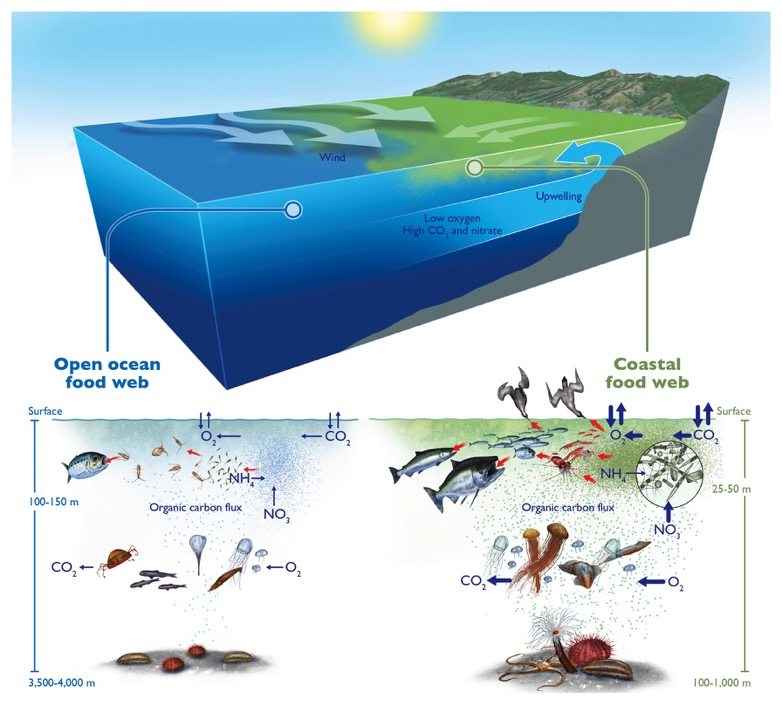 Wind
Upwelling
Low oxygen
High CO₂ and nitrate
Open ocean
food web
Coastal
food web
Surface
O₂
CO₂
NH₄
NO₃
100-150 m
Organic carbon flux
CO₂
O₂
3,500-4,000 m
Surface
O₂
CO₂
NH₄
NO₃
25-50 m
Organic carbon flux
CO₂
O₂
100-1,000 m